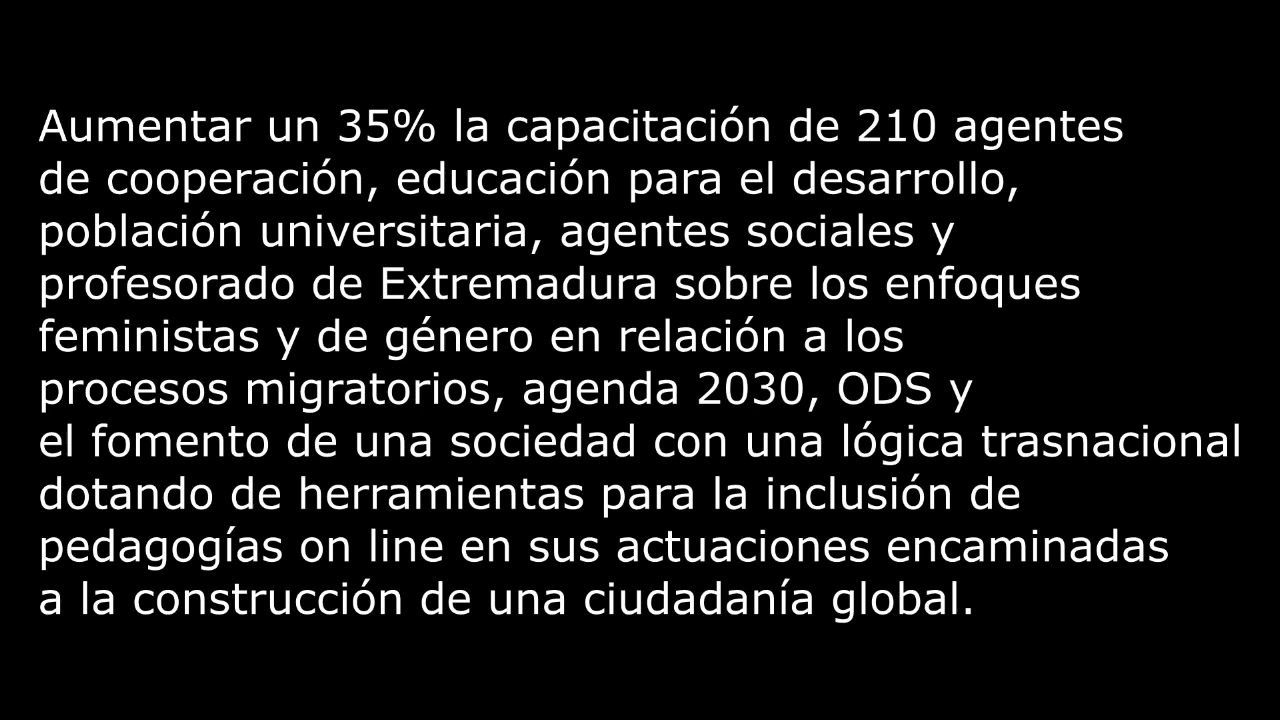 Aumentar un 35% la capacitación de 210 agentes
de cooperación, educación para el desarrollo,
población universitaria, agentes sociales y
profesorado de Extremadura sobre los enfoques
feministas y de género en relación a los
procesos migratorios, agenda 2030, ODS y
el fomento de una sociedad con una lógica trasnacional
dotando de herramientas para la inclusión de
pedagogías on line en sus actuaciones encaminadas
a la construcción de una ciudadanía global.